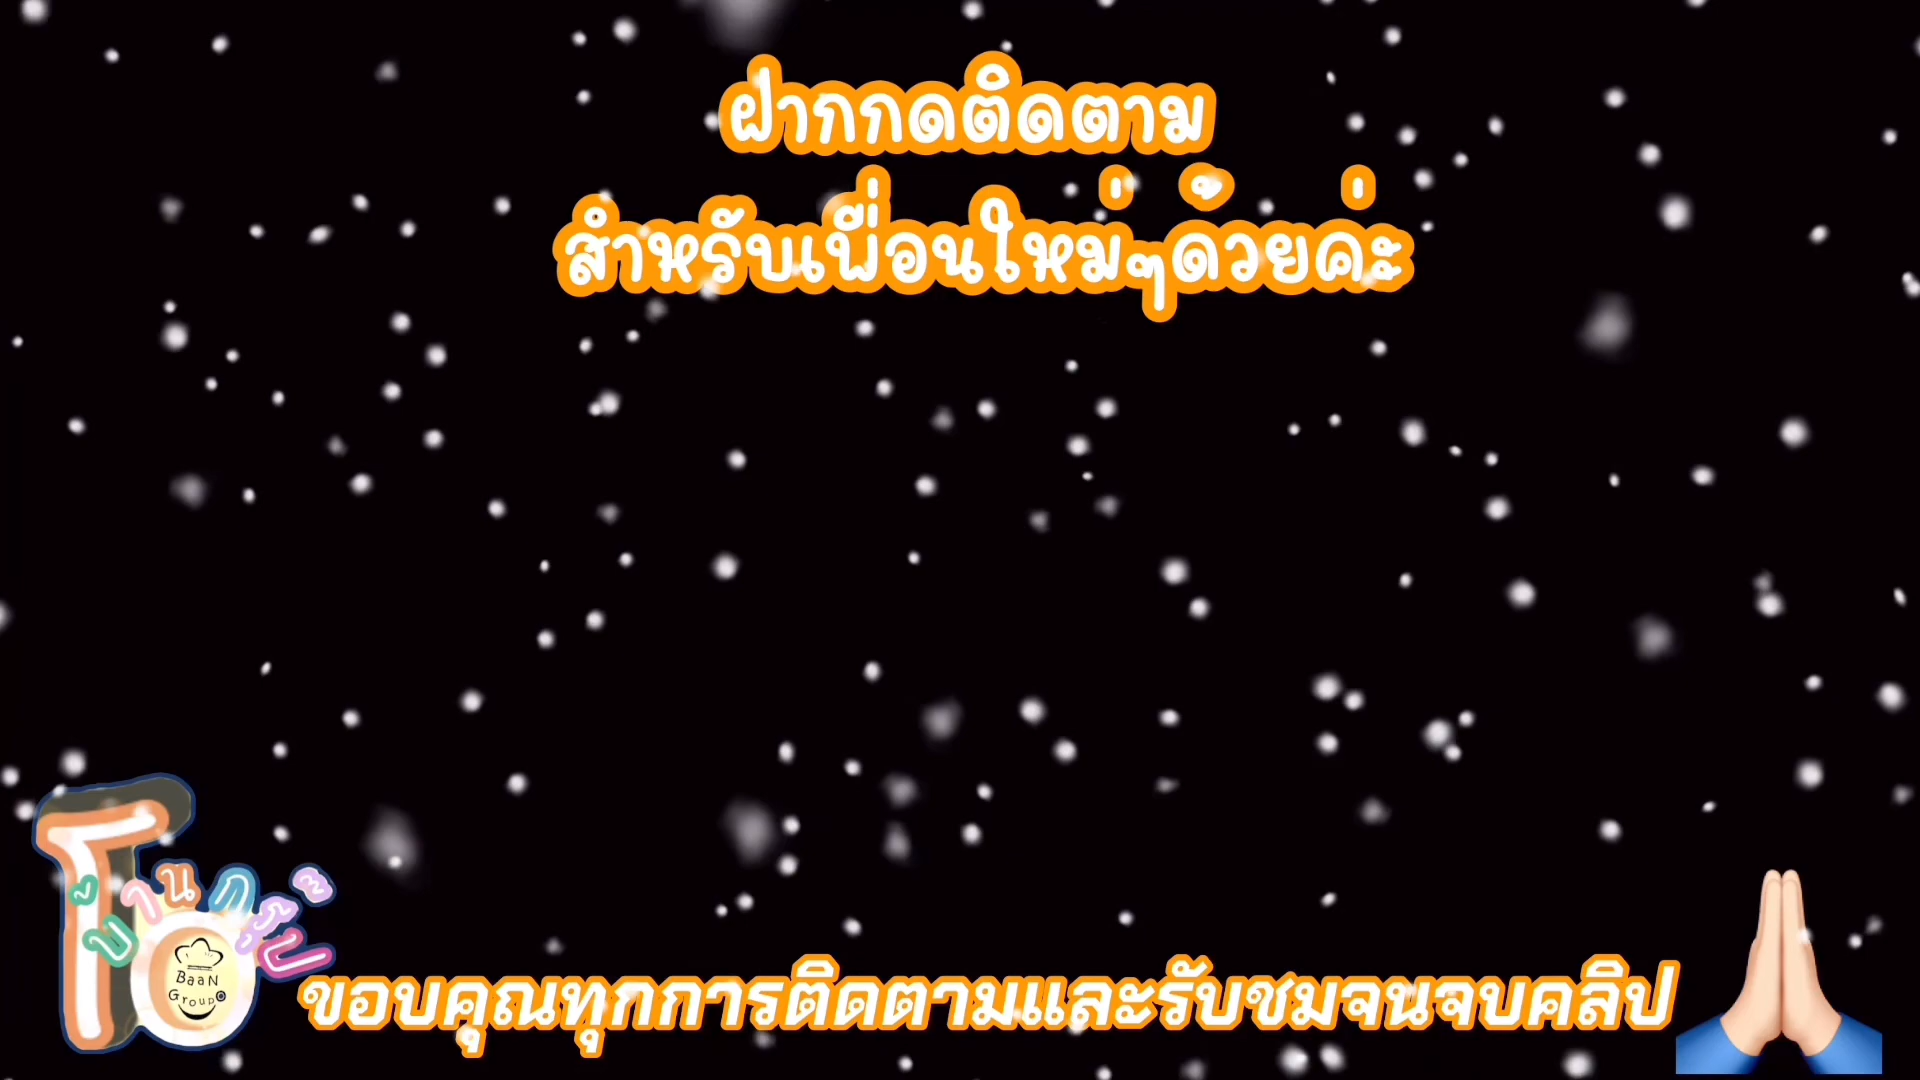 ฝากกดติดตาม
สำหรับเพื่อนใหม่ๆด้วยค่ะ
BaaN
Group
ขอบคุณทุกการติดตามและรับชมจนจบคลิป